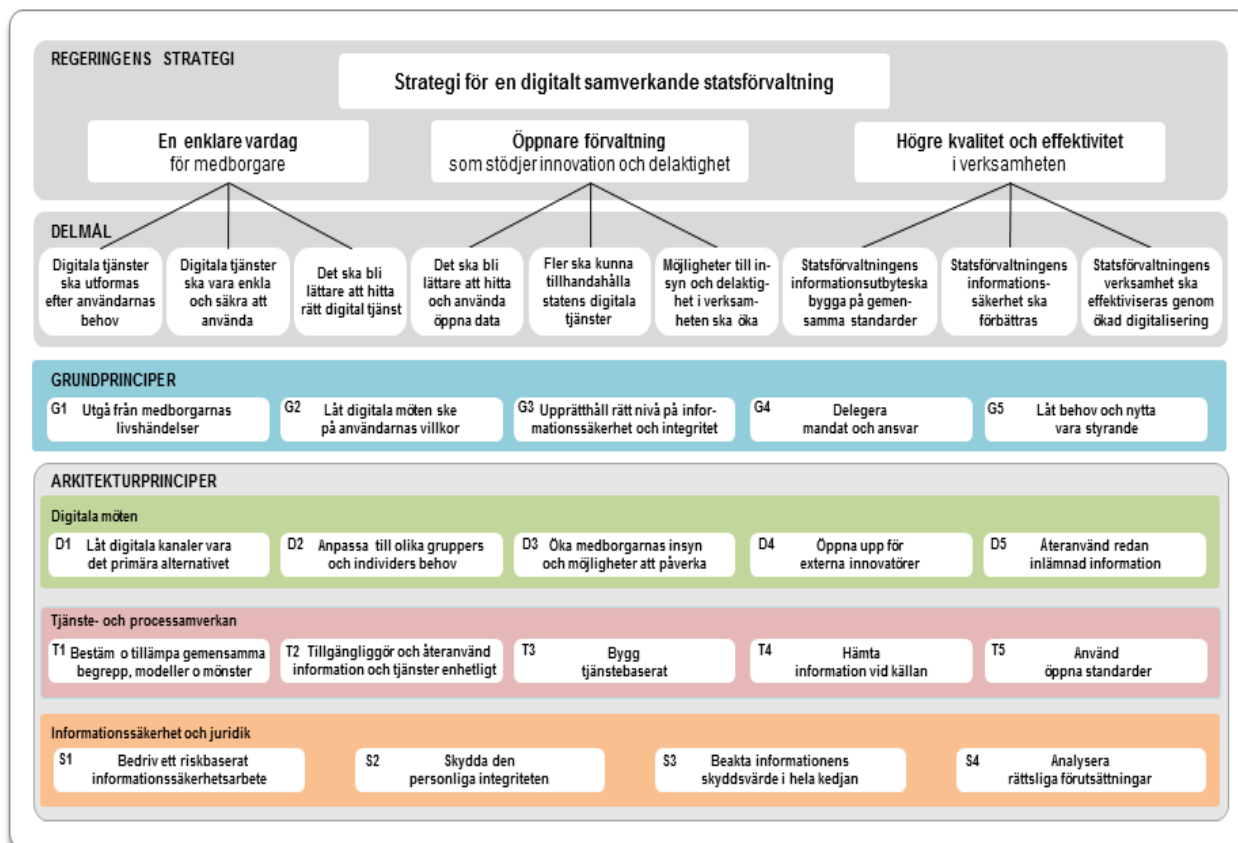 REGERINGENS STRATEGI
Strategi för en digitalt samverkande statsförvaltning
En enklare vardag
för medborgare
Öppnare förvaltning
som stödjer innovation och delaktighet
Högre kvalitet och effektivitet
i verksamheten
DELMÅL
Digitala tjänster
ska utformas
efter användarnas
behov
Digitala tjänster
ska vara enkla
och säkra att
använda
Det ska bli
lättare att hitta
rätt digital tjänst
Det ska bli
lättare att hitta
och använda
öppna data
Fler ska kunna
tillhandahålla
statens digitala
tjänster
Möjligheter till in-
syn och delaktig-
het i verksam-
heten ska öka
Statsförvaltningens
informationsutbyteska
bygga på gemen-
samma standarder
Statsförvaltningens
informations-
säkerhet ska
förbättras
Statsförvaltningens
verksamhet ska
effektiviseras genom
ökad digitalisering
GRUNDPRINCIPER
G1 Utgå från medborgarnas
livshändelser
G2 Låt digitala möten ske
på användarnas villkor
G3 Upprätthåll rätt nivå på infor-
mationssäkerhet och integritet
G4 Delegera
mandat och ansvar
G5 Låt behov och nytta
vara styrande
ARKITEKTURPRINCIPER
Digitala möten
D1 Låt digitala kanaler vara
det primära alternativet
D2 Anpassa till olika gruppers
och individers behov
D3 Öka medborgarnas insyn
och möjligheter att påverka
D4 Öppna upp för
externa innovatörer
D5 Återanvänd redan
inlämnad information
Tjänste- och processamverkan
T1 Bestäm o tillämpa gemensamma
begrepp, modeller o mönster
T2 Tillgängliggör och återanvänd
information och tjänster enhetligt
T3 Bygg
tjänstebaserat
T4 Hämta
information vid källan
T5 Använd
öppna standarder
Informationssäkerhet och juridik
S1 Bedriv ett riskbaserat
informationssäkerhetsarbete
S2 Skydda den
personliga integriteten
S3 Beakta informationens
skyddsvärde i hela kedjan
S4 Analysera
rättsliga förutsättningar